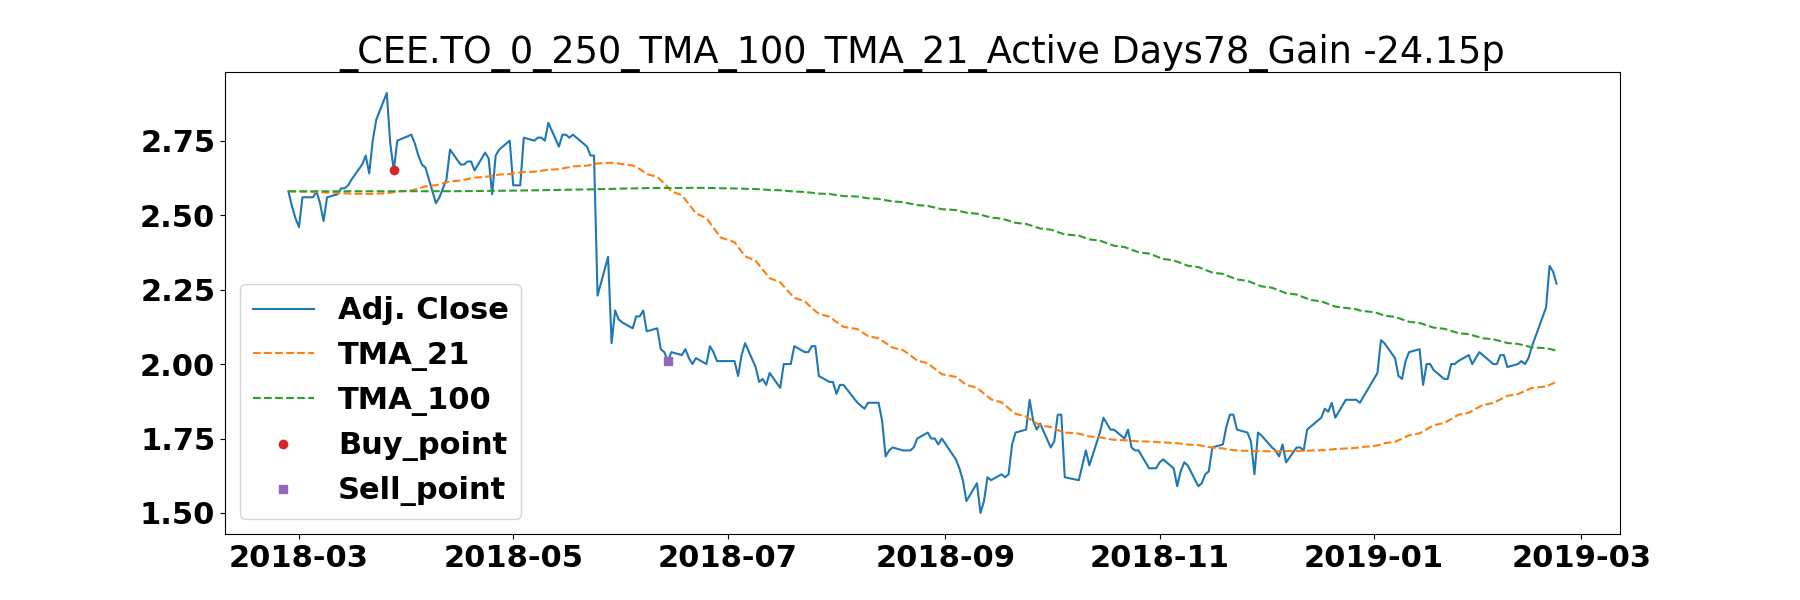 _CEE.TO_0_250_TMA_100_TMA_21_Active Days78_Gain -24.15p
2.75
2.50
2.25
2.00
1.75
1.50
Adj. Close
TMA_21
TMA_100
Buy_point
Sell_point
2018-03 2018-05 2018-07 2018-09 2018-11 2019-01 2019-03